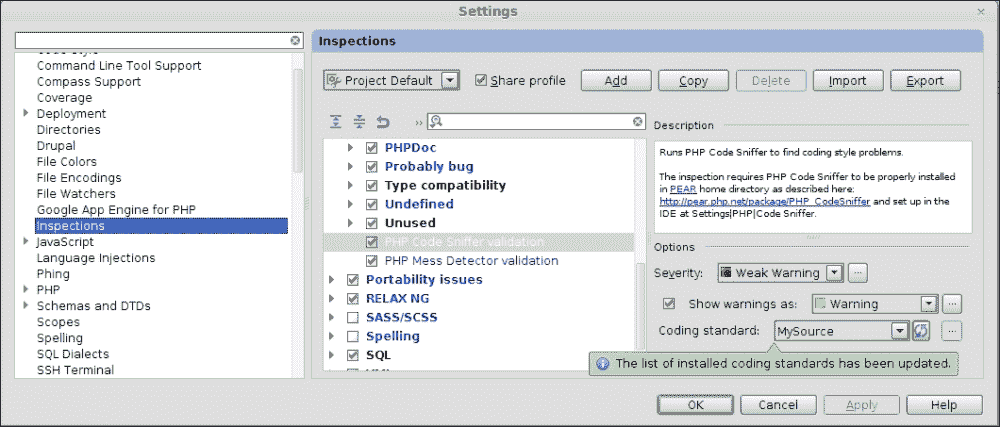 Settings
Command Line Tool Support
Compass Support
Coverage
Deployment
Directories
Drupal
File Colors
File Encodings
File Watchers
Google App Engine for PHP
Inspections
JavaScript
Language Injections
Phing
PHP
Schemas and DTDs
Scopes
Spelling
SQL Dialects
SSH Terminal
Inspections
Project Default
Share profile
Add
Copy
Delete
Import
Export
PHPDoc
Probably bug
Type compatibility
Undefined
Unused
PHP Code Sniffer validation
PHP Mess Detector validation
Portability issues
RELAX NG
SASS/SCSS
Spelling
SQL
Description
Runs PHP Code Sniffer to find coding style problems.
The inspection requires PHP Code Sniffer to be properly installed
in PEAR home directory as described here:
http://pear.php.net/package/PHP_CodeSniffer and set up in the
IDE at Settings|PHP|Code Sniffer.
Options
Severity: Weak Warning ...
Show warnings as: Warning ...
Coding standard: MySource ...
The list of installed coding standards has been updated.
OK
Cancel
Apply
Help